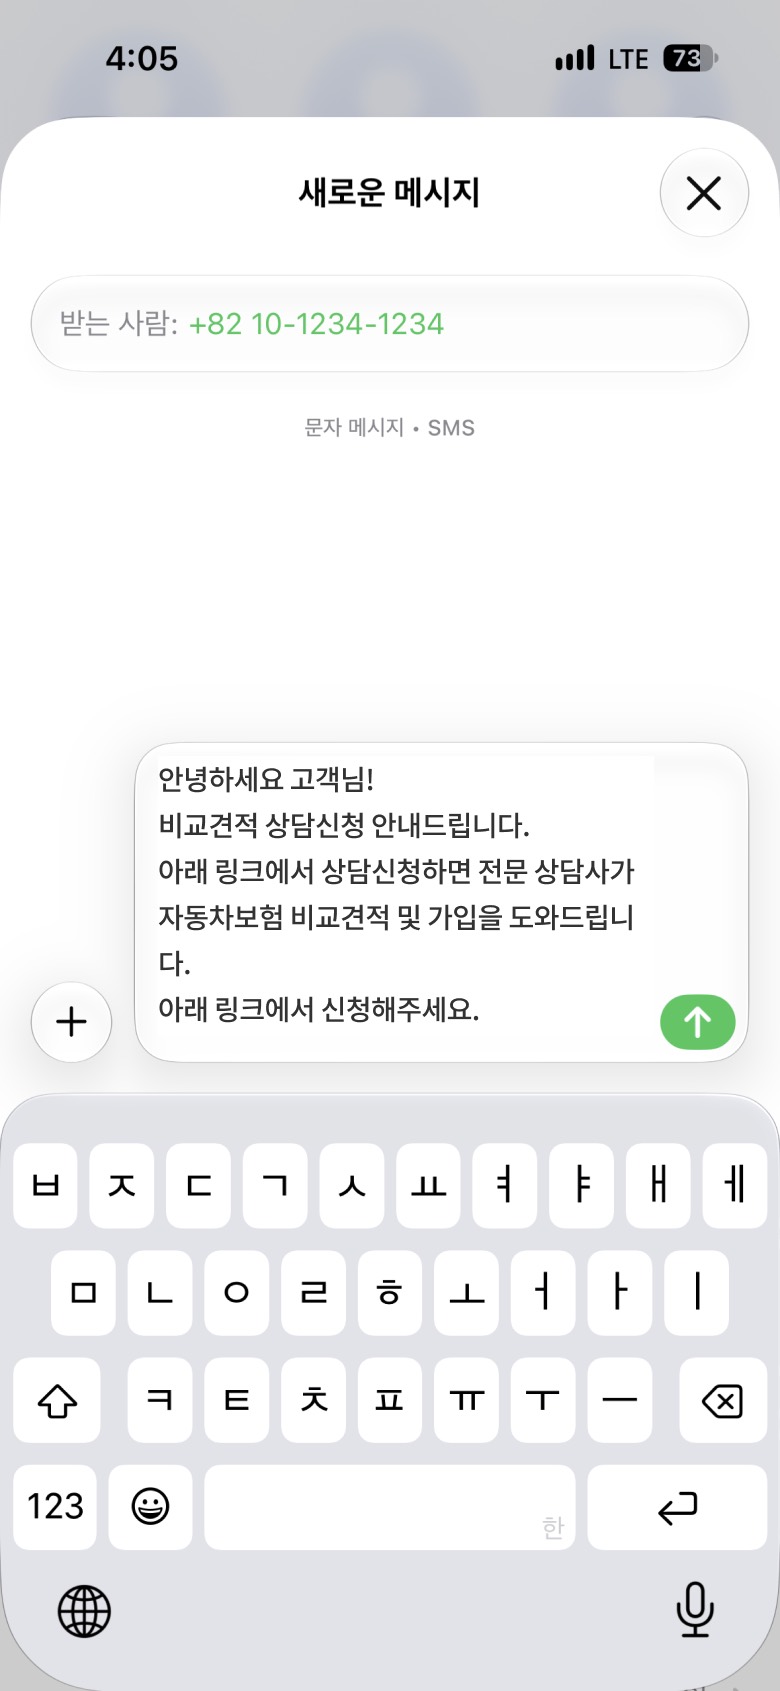 4:05
LTE 73
새로운 메시지
받는 사람: +82 10-1234-1234
문자 메시지 • SMS
안녕하세요 고객님!
비교견적 상담신청 안내드립니다.
아래 링크에서 상담신청하면 전문 상담사가
자동차보험 비교견적 및 가입을 도와드립니
다.
아래 링크에서 신청해주세요.
ㅂ ㅈ ㄷ ㄱ ㅅ ㅛ ㅕ ㅑ ㅐ ㅔ
ㅁ ㄴ ㅇ ㄹ ㅎ ㅗ ㅓ ㅏ ㅣ
ㅋ ㅌ ㅊ ㅍ ㅠ ㅜ ㅡ
123
한